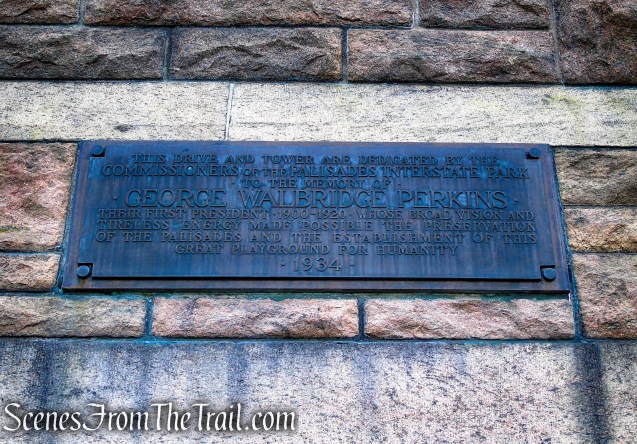 THIS DRIVE AND TOWER ARE DEDICATED BY THE
COMMISSIONERS OF THE PALISADES INTERSTATE PARK
TO THE MEMORY OF
· GEORGE WALBRIDGE PERKINS ·
THEIR FIRST PRESIDENT · 1900-1920 · WHOSE BROAD VISION AND
TIRELESS ENERGY MADE POSSIBLE THE PRESERVATION
OF THE PALISADES AND THE ESTABLISHMENT OF THIS
GREAT PLAYGROUND FOR HUMANITY
· 1934 ·
ScenesFromTheTrail.com